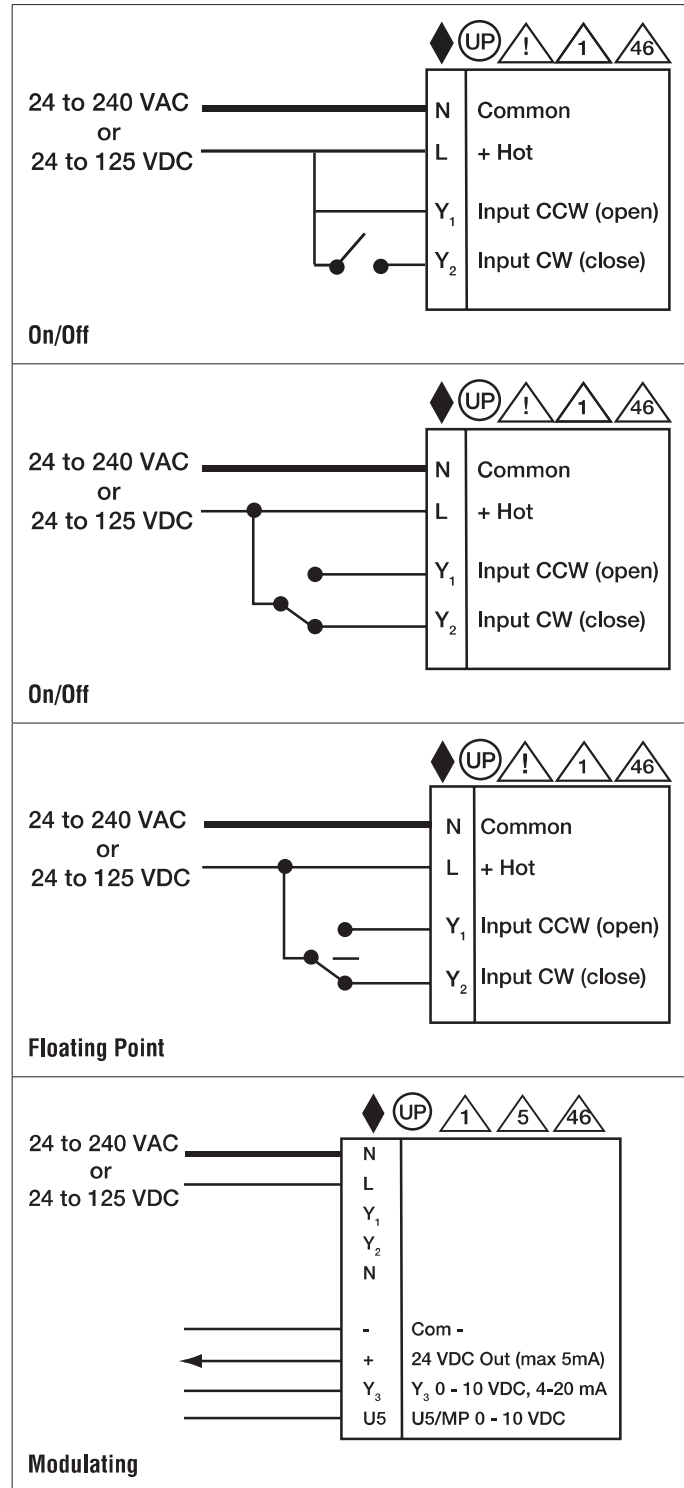 UP ! 1 46
24 to 240 VAC
or
24 to 125 VDC
N Common
L + Hot
Y1 Input CCW (open)
Y2 Input CW (close)
On/Off
UP ! 1 46
24 to 240 VAC
or
24 to 125 VDC
N Common
L + Hot
Y1 Input CCW (open)
Y2 Input CW (close)
On/Off
UP ! 1 46
24 to 240 VAC
or
24 to 125 VDC
N Common
L + Hot
Y1 Input CCW (open)
Y2 Input CW (close)
Floating Point
UP 1 5 46
24 to 240 VAC
or
24 to 125 VDC
N
L
Y1
Y2
N
- Com -
+ 24 VDC Out (max 5mA)
Y3 Y3 0 - 10 VDC, 4-20 mA
U5 U5/MP 0 - 10 VDC
Modulating